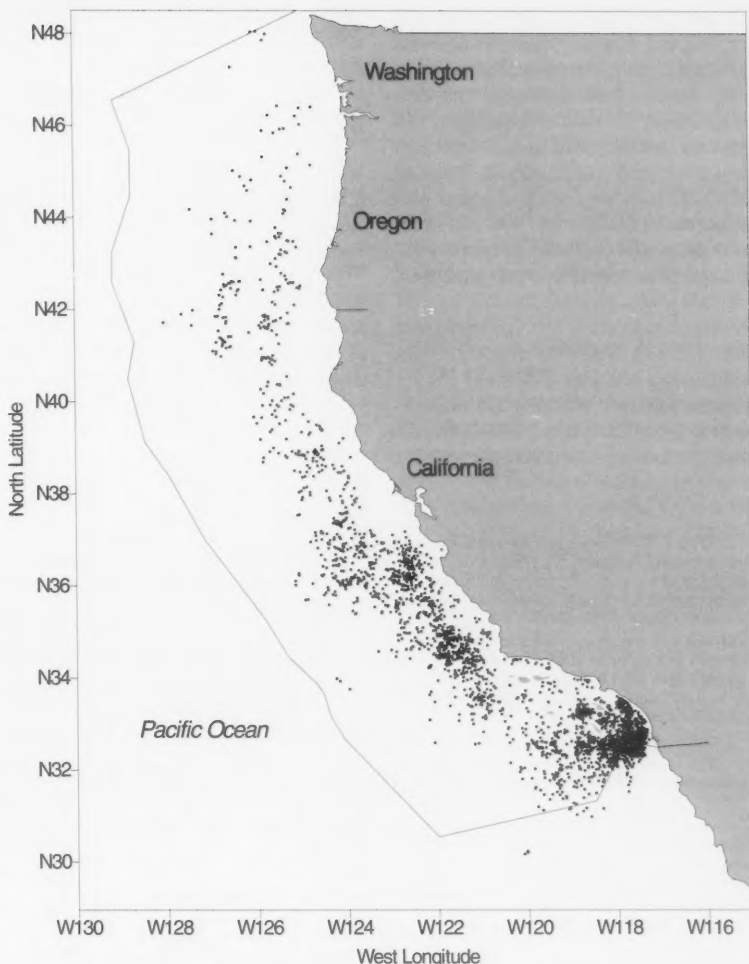 N48
Washington
N46
Oregon
N44
N42
N40
California
N38
North Latitude
N36
N34
Pacific Ocean
N32
N30
W130 W128 W126 W124 W122 W120 W118 W116
West Longitude